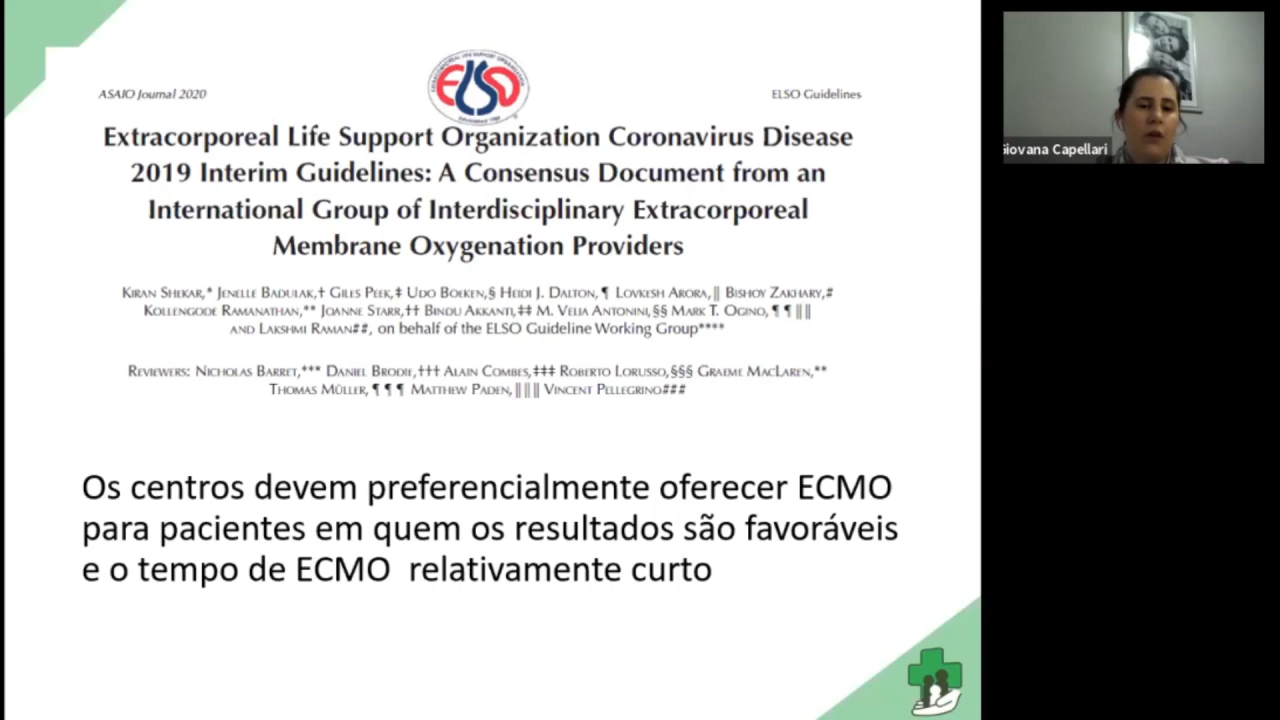 ELSO
ASAIO Journal 2020
ELSO Guidelines
Extracorporeal Life Support Organization Coronavirus Disease
2019 Interim Guidelines: A Consensus Document from an
International Group of Interdisciplinary Extracorporeal
Membrane Oxygenation Providers
Kiran Shekar,* Jenelle Badulak,† Giles Peek,‡ Udo Boeken,§ Heidi J. Dalton,¶ Lovkesh Arora,‖ Bishoy Zakhary,#
Kollengode Ramanathan,** Joanne Starr,†† Bindu Akkanti,‡‡ M. Velia Antonini,§§ Mark T. Ogino,¶¶‖‖
and Lakshmi Raman##, on behalf of the ELSO Guideline Working Group****
Reviewers: Nicholas Barret,*** Daniel Brodie,††† Alain Combes,‡‡‡ Roberto Lorusso,§§§ Graeme MacLaren,**
Thomas Müller,¶¶¶ Matthew Paden,‖‖‖ Vincent Pellegrino###
Os centros devem preferencialmente oferecer ECMO
para pacientes em quem os resultados são favoráveis
e o tempo de ECMO relativamente curto
Giovana Capellari